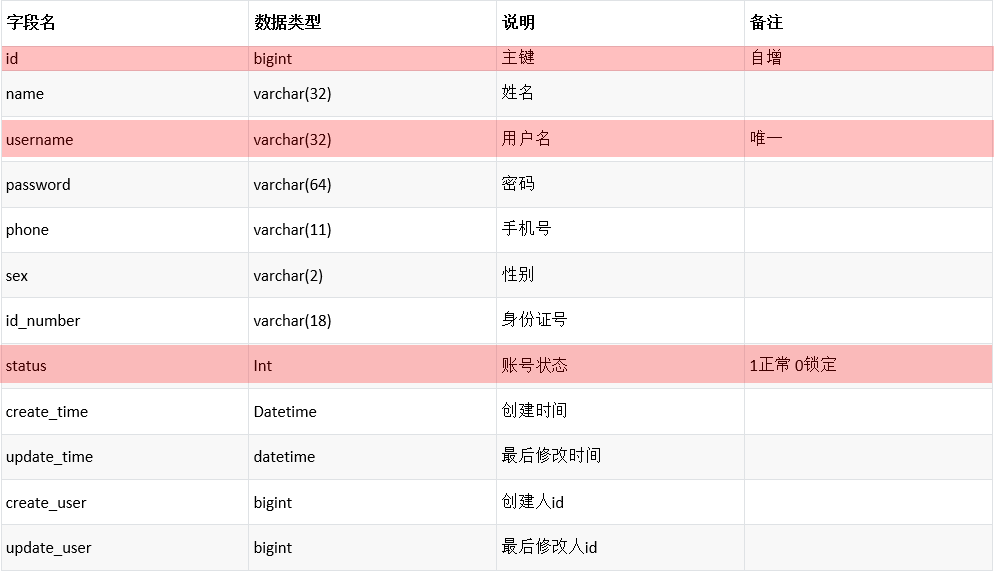 字段名 数据类型 说明 备注
id bigint 主键 自增
name varchar(32) 姓名
username varchar(32) 用户名 唯一
password varchar(64) 密码
phone varchar(11) 手机号
sex varchar(2) 性别
id_number varchar(18) 身份证号
status Int 账号状态 1正常 0锁定
create_time Datetime 创建时间
update_time datetime 最后修改时间
create_user bigint 创建人id
update_user bigint 最后修改人id